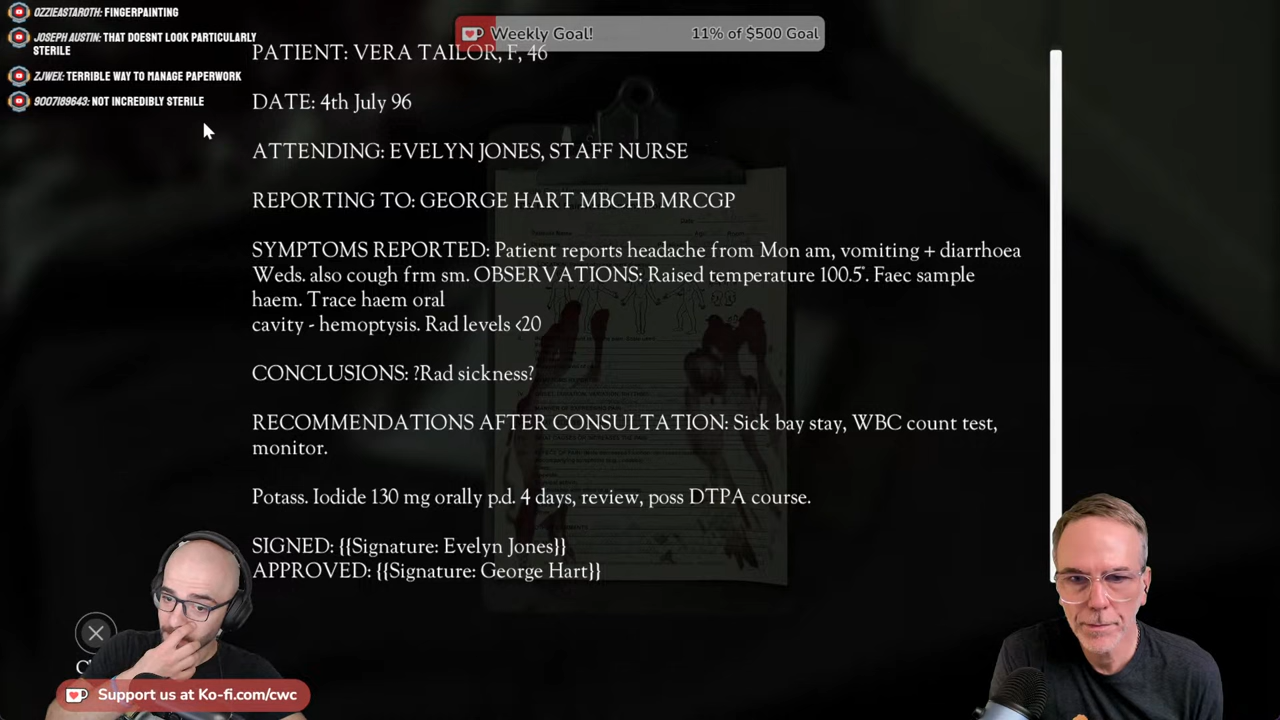 OZZIEASTAROTH: FINGERPAINTING
JOSEPH AUSTIN: THAT DOESNT LOOK PARTICULARLY
STERILE
ZJWEX: TERRIBLE WAY TO MANAGE PAPERWORK
9007189643: NOT INCREDIBLY STERILE
Weekly Goal! 11% of $500 Goal
PATIENT: VERA TAILOR, F, 46
DATE: 4th July 96
ATTENDING: EVELYN JONES, STAFF NURSE
REPORTING TO: GEORGE HART MBCHB MRCGP
SYMPTOMS REPORTED: Patient reports headache from Mon am, vomiting + diarrhoea
Weds. also cough frm sm. OBSERVATIONS: Raised temperature 100.5°. Faec sample
haem. Trace haem oral
cavity - hemoptysis. Rad levels <20
CONCLUSIONS: ?Rad sickness?
RECOMMENDATIONS AFTER CONSULTATION: Sick bay stay, WBC count test,
monitor.
Potass. Iodide 130 mg orally p.d. 4 days, review, poss DTPA course.
SIGNED: {{Signature: Evelyn Jones}}
APPROVED: {{Signature: George Hart}}
Support us at Ko-fi.com/cwc